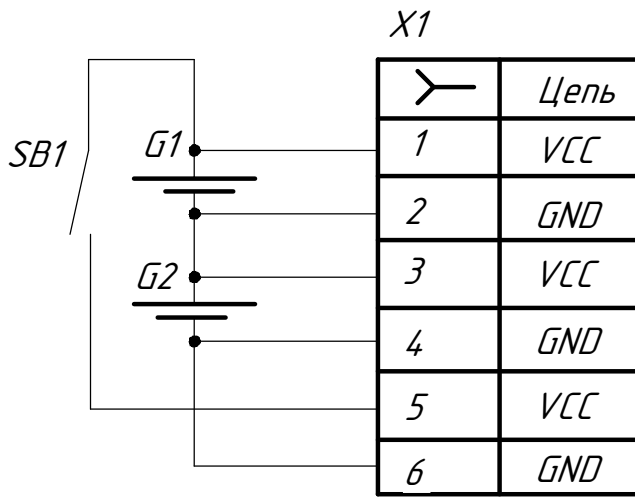 X1
Цепь
SB1
G1
1 VCC
2 GND
G2
3 VCC
4 GND
5 VCC
6 GND